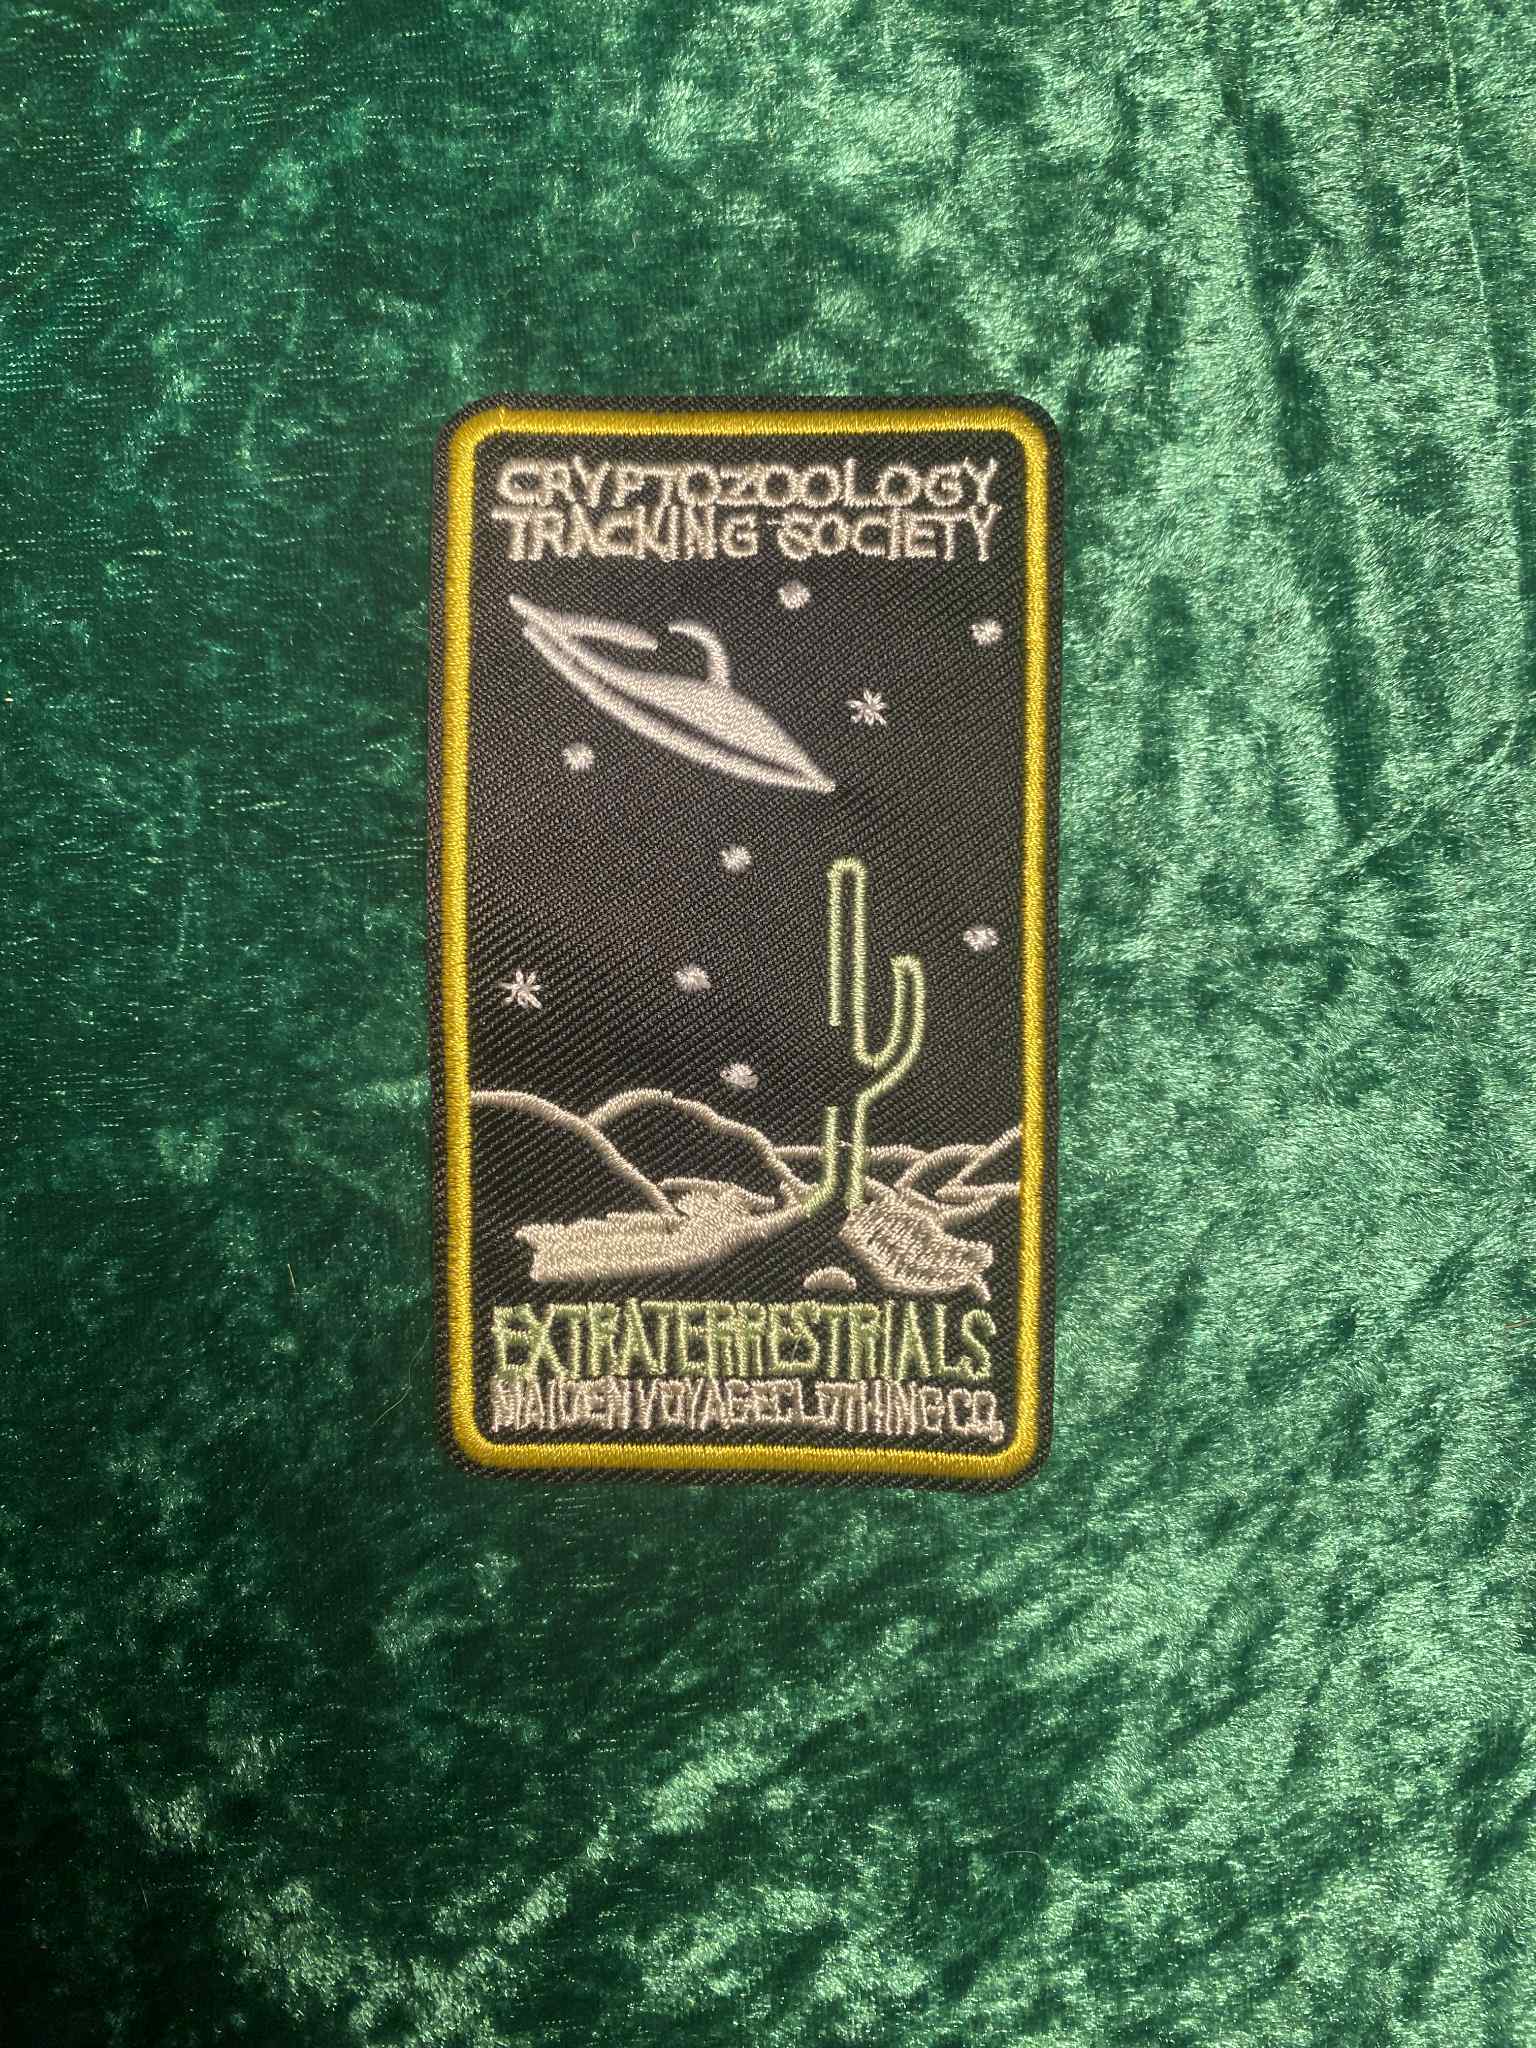 CRYPTOZOOLOGY
TRACKING SOCIETY
EXTRATERRESTRIALS
MAIDEN VOYAGE CLOTHING CO.